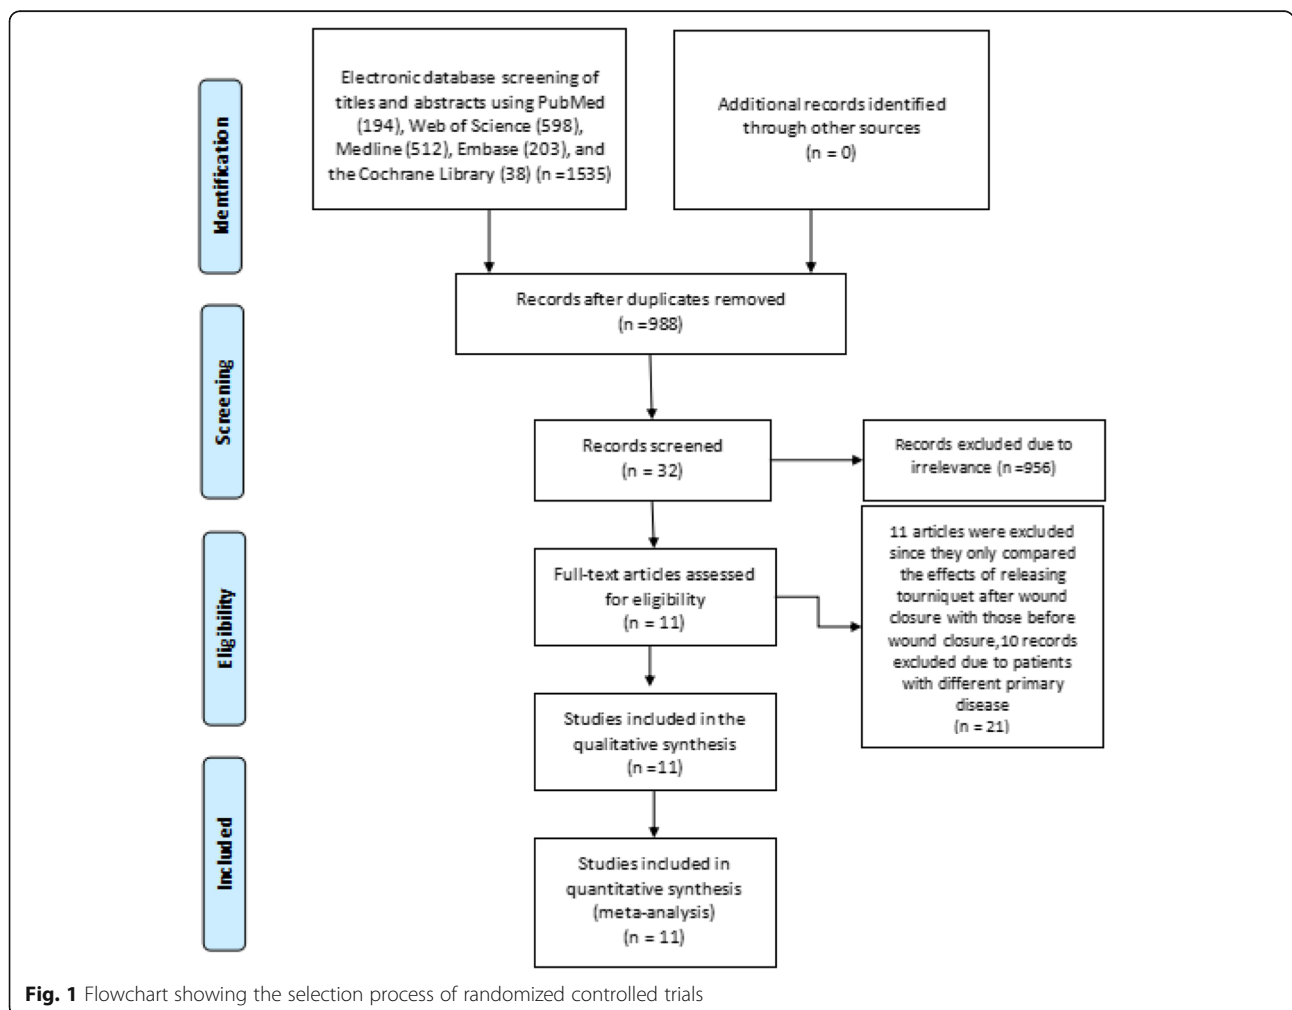 Identification
Electronic database screening of
titles and abstracts using PubMed
(194), Web of Science (598),
Medline (512), Embase (203), and
the Cochrane Library (38) (n =1535)
Additional records identified
through other sources
(n = 0)
Records after duplicates removed
(n =988)
Screening
Records screened
(n = 32)
Records excluded due to
irrelevance (n =956)
Eligibility
Full-text articles assessed
for eligibility
(n = 11)
11 articles were excluded
since they only compared
the effects of releasing
tourniquet after wound
closure with those before
wound closure,10 records
excluded due to patients
with different primary
disease
(n = 21)
Studies included in the
qualitative synthesis
(n =11)
Included
Studies included in
quantitative synthesis
(meta-analysis)
(n = 11)
Fig. 1 Flowchart showing the selection process of randomized controlled trials